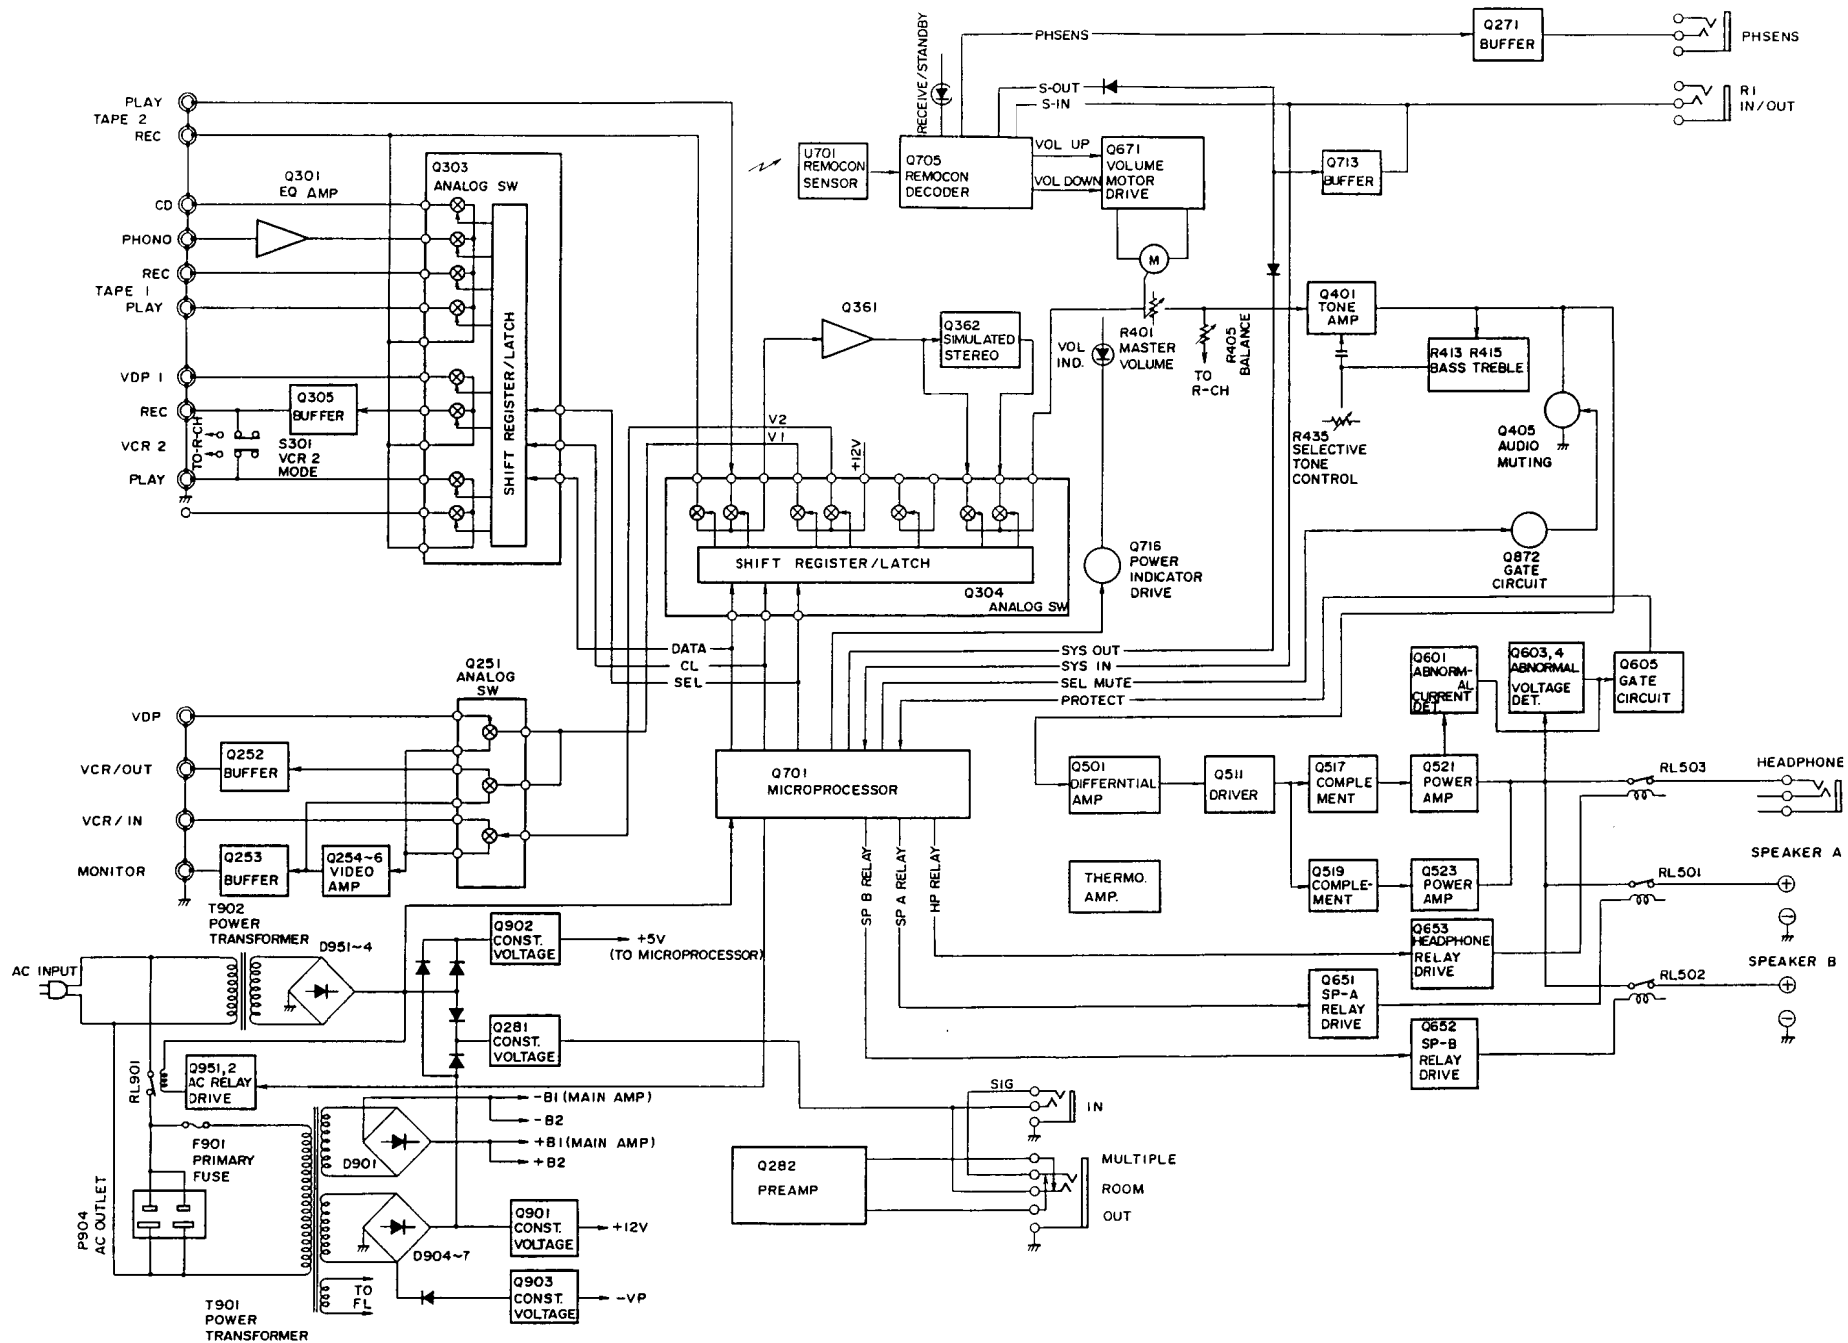 PLAY
TAPE 2
REC
CD
PHONO
REC
TAPE 1
PLAY
VDP 1
REC
VCR 2
PLAY
TO-R-CH
Q301
EQ AMP
Q303
ANALOG SW
SHIFT REGISTER/LATCH
Q305
BUFFER
S301
VCR 2
MODE
RECEIVE/STANDBY
U701
REMOCON
SENSOR
Q705
REMOCON
DECODER
PHSENS
S-OUT
S-IN
VOL UP
VOL DOWN
Q671
VOLUME
MOTOR
DRIVE
M
Q271
BUFFER
PHSENS
RI
IN/OUT
Q713
BUFFER
Q361
Q362
SIMULATED
STEREO
VOL
IND.
R401
MASTER
VOLUME
R405
BALANCE
TO
R-CH
Q401
TONE
AMP
R413 R415
BASS TREBLE
R435
SELECTIVE
TONE
CONTROL
Q405
AUDIO
MUTING
V2
V1
+12V
SHIFT REGISTER/LATCH
Q304
ANALOG SW
Q716
POWER
INDICATOR
DRIVE
Q872
GATE
CIRCUIT
DATA
CL
SEL
SYS OUT
SYS IN
SEL MUTE
PROTECT
Q601
ABNORM-
AL
CURRENT
DET.
Q603,4
ABNORMAL
VOLTAGE
DET.
Q605
GATE
CIRCUIT
Q251
ANALOG
SW
VDP
VCR/OUT
VCR/IN
MONITOR
Q252
BUFFER
Q253
BUFFER
Q254~6
VIDEO
AMP
Q701
MICROPROCESSOR
Q501
DIFFERNTIAL
AMP
Q511
DRIVER
Q517
COMPLE
MENT
Q521
POWER
AMP
RL503
HEADPHONE
THERMO.
AMP.
Q519
COMPLE-
MENT
Q523
POWER
AMP
RL501
SPEAKER A
SP B RELAY
SP A RELAY
HP RELAY
Q653
HEADPHONE
RELAY
DRIVE
Q651
SP-A
RELAY
DRIVE
Q652
SP-B
RELAY
DRIVE
RL502
SPEAKER B
T902
POWER
TRANSFORMER
D951~4
AC INPUT
Q902
CONST.
VOLTAGE
+5V
(TO MICROPROCESSOR)
Q281
CONST.
VOLTAGE
RL901
Q951,2
AC RELAY
DRIVE
F901
PRIMARY
FUSE
P904
AC OUTLET
-B1(MAIN AMP)
-B2
+B1(MAIN AMP)
+B2
D901
D904~7
Q901
CONST.
VOLTAGE
+12V
Q903
CONST.
VOLTAGE
-VP
TO
FL
T901
POWER
TRANSFORMER
Q282
PREAMP
SIG
IN
MULTIPLE
ROOM
OUT